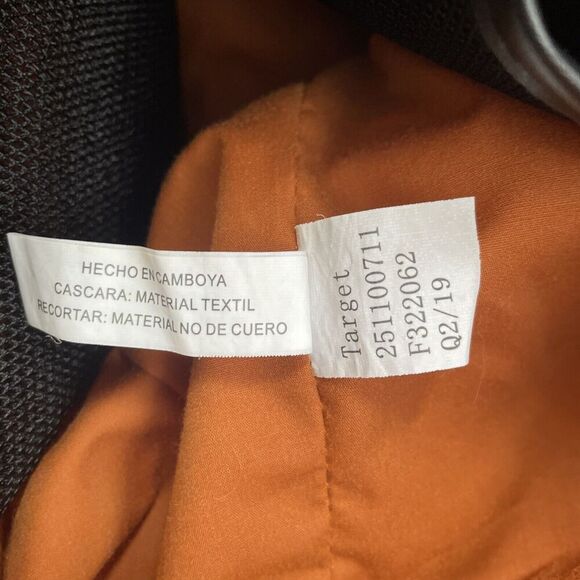 HECHO EN CAMBOYA
CASCARA: MATERIAL TEXTIL
RECORTAR: MATERIAL NO DE CUERO
Target
251100711
F322062
Q2/19